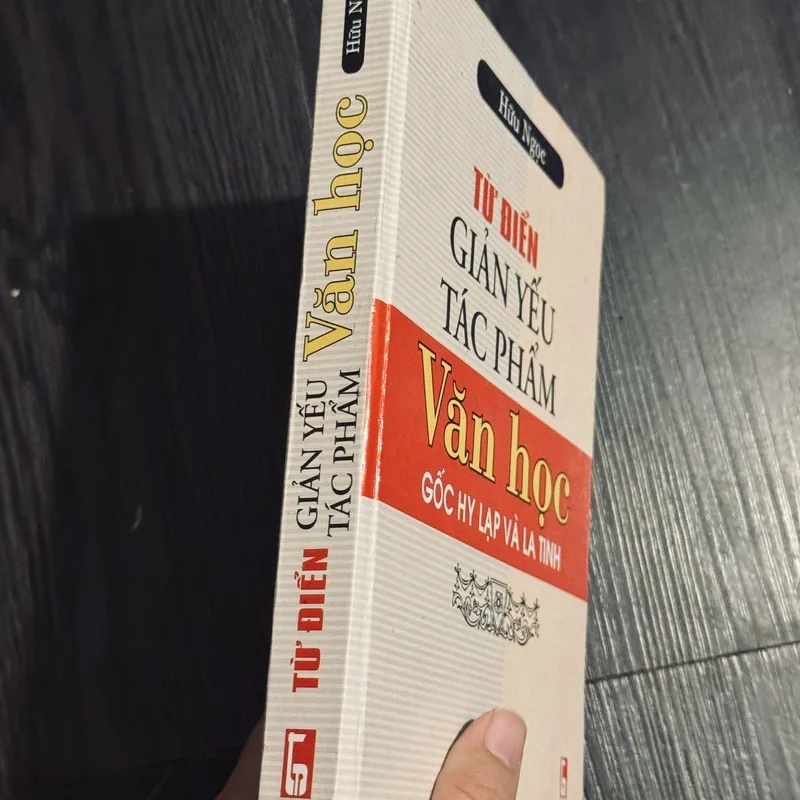 Hữu Ngọc
TỪ ĐIỂN
GIẢN YẾU
TÁC PHẨM
Văn học
GỐC HY LẠP VÀ LA TINH
Hữu
TỪ ĐIỂN
GIẢN YẾU
TÁC PHẨM
Văn học